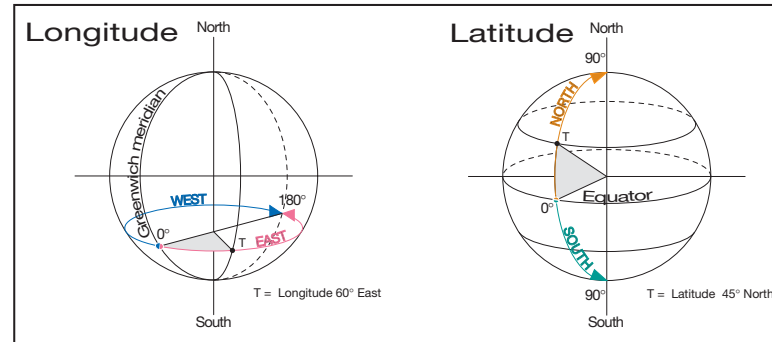 Longitude
North
Greenwich meridian
WEST
180°
0°
EAST
T
T = Longitude 60° East
South
Latitude
North
90°
NORTH
T
Equator
0°
SOUTH
90°
T = Latitude 45° North
South